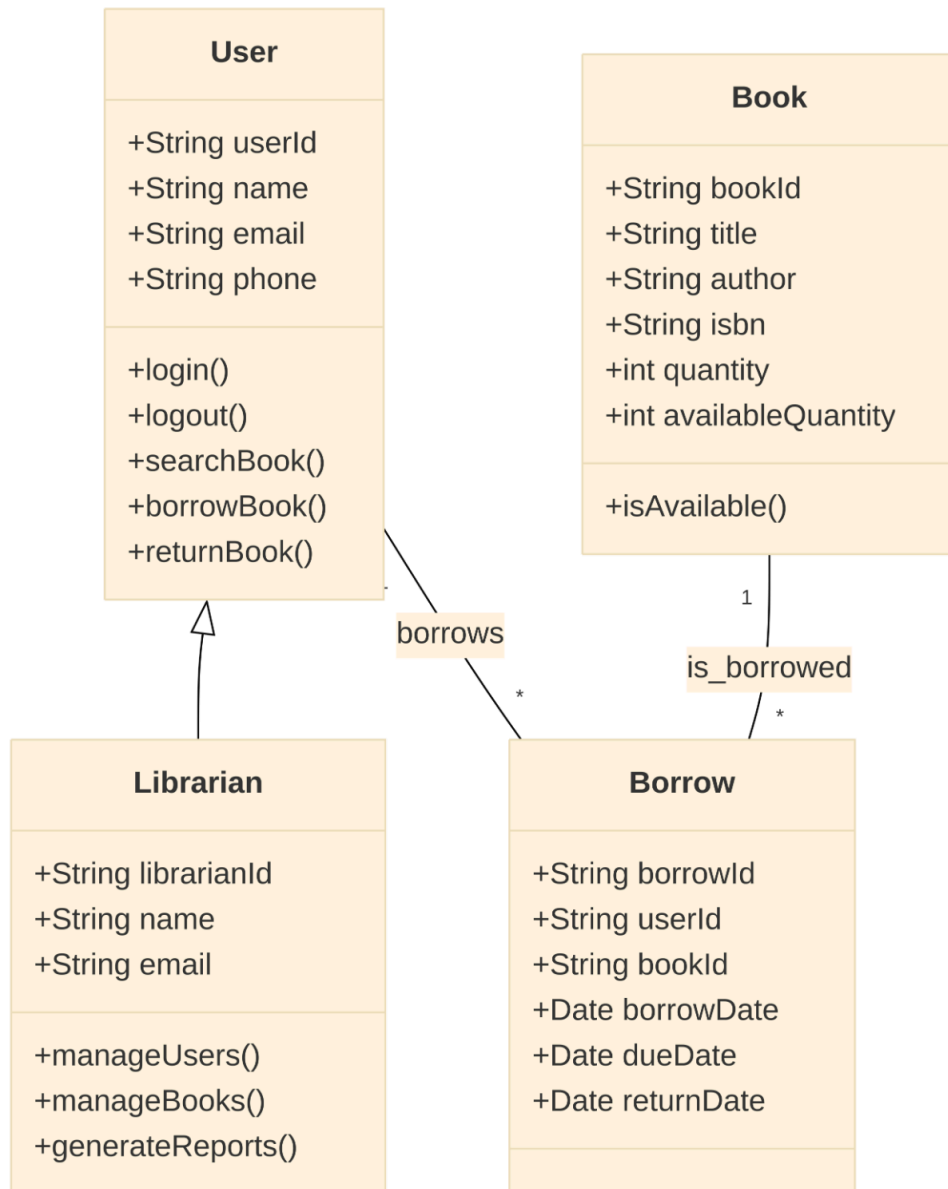 User
+String userId
+String name
+String email
+String phone
+login()
+logout()
+searchBook()
+borrowBook()
+returnBook()
Book
+String bookId
+String title
+String author
+String isbn
+int quantity
+int availableQuantity
+isAvailable()
borrows
*
1
is_borrowed
*
Librarian
+String librarianId
+String name
+String email
+manageUsers()
+manageBooks()
+generateReports()
Borrow
+String borrowId
+String userId
+String bookId
+Date borrowDate
+Date dueDate
+Date returnDate